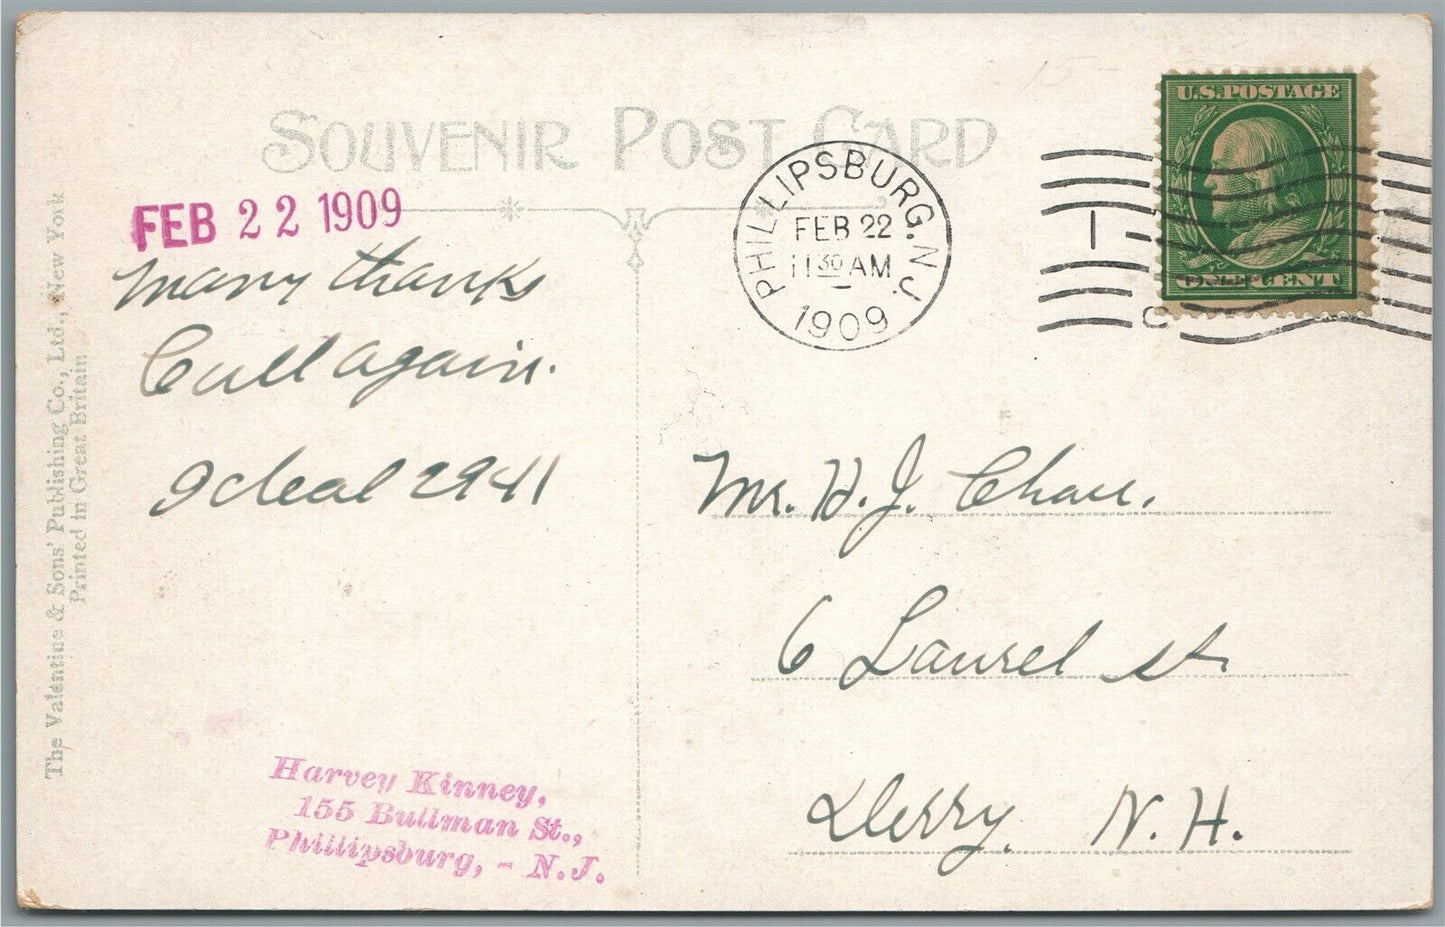 SOUVENIR POST CARD
FEB 22 1909
Many thanks
Call again.
Ideal 2941
Harvey Kinney,
155 Bullman St.,
Phillipsburg, - N.J.
The Valentine & Sons' Publishing Co., Ltd., New York
Printed in Great Britain
PHILLIPSBURG. N.J.
FEB 22
11 30 AM
1909
U.S. POSTAGE
ONE CENT
Mr. H. J. Chase.
6 Laurel st
Derry, N. H.